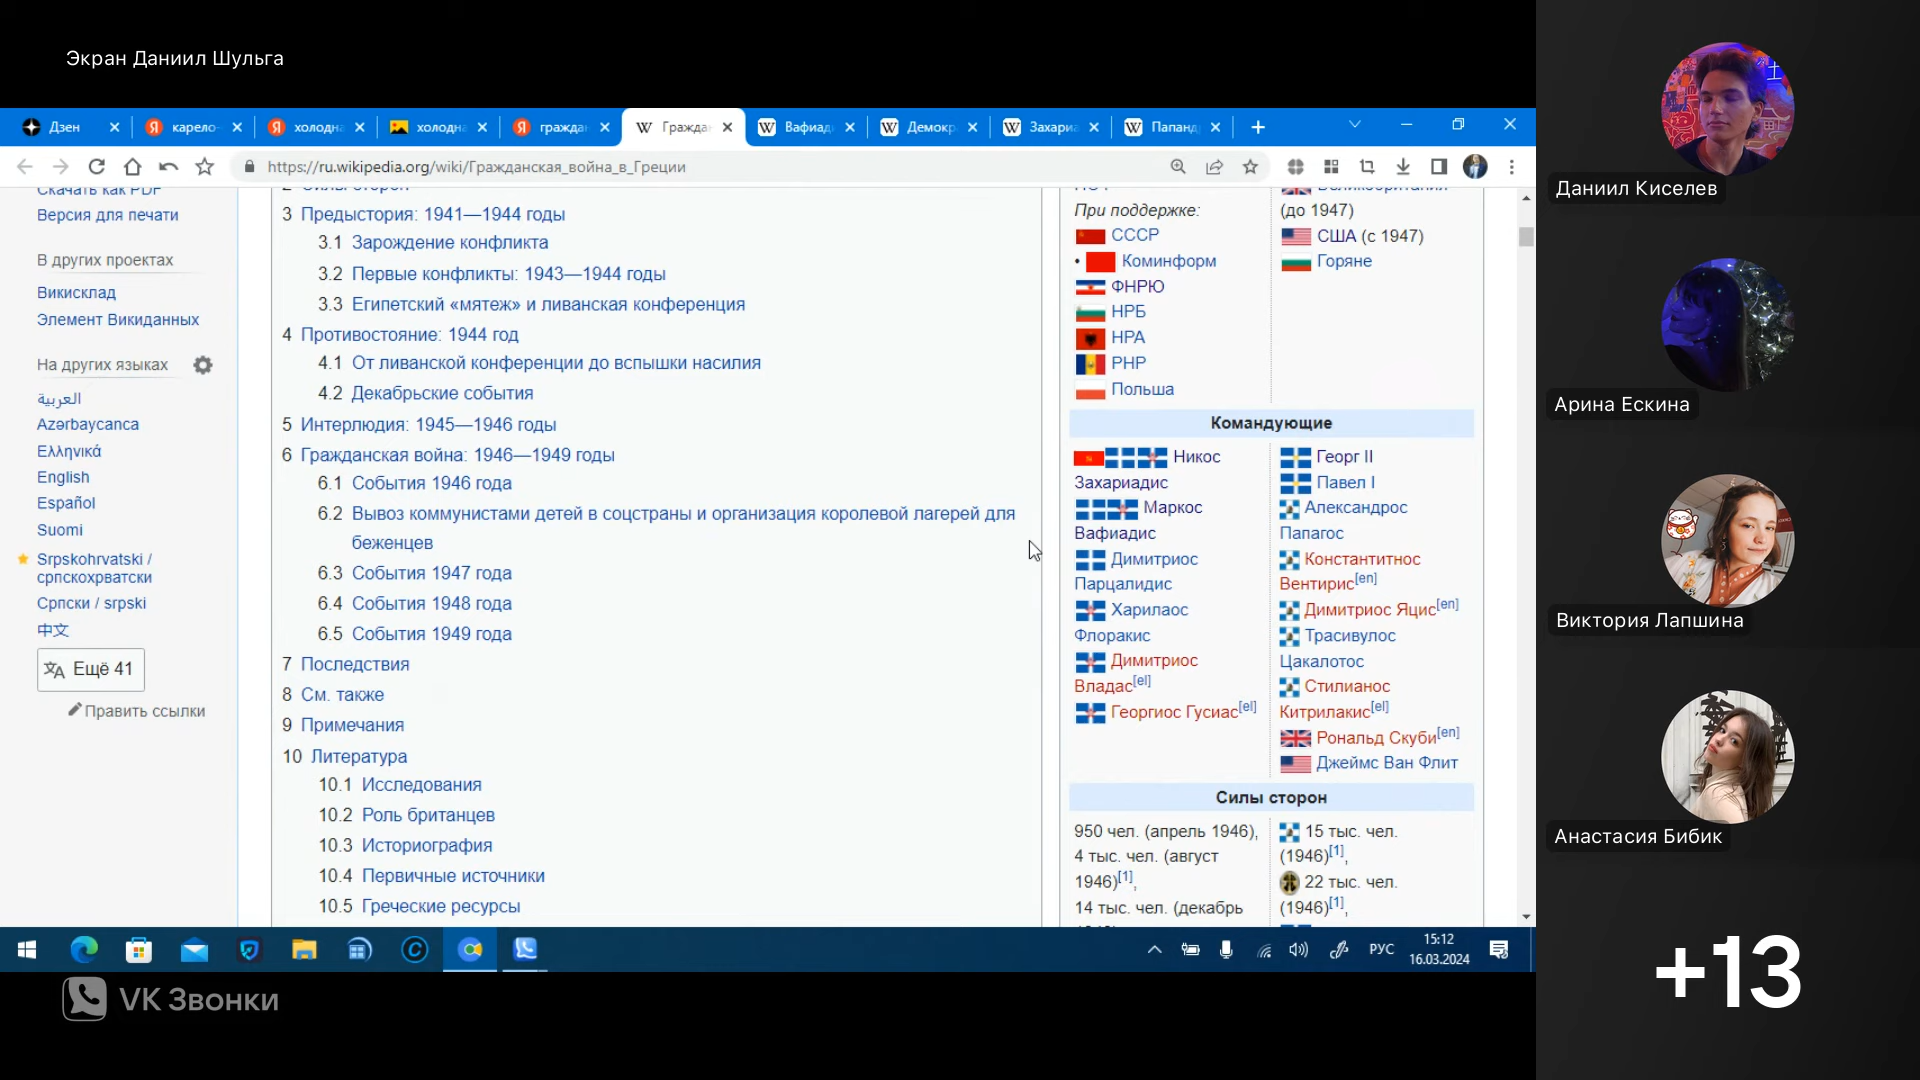 Экран Даниил Шульга
Дзен
карело-
холодна
холодна
граждан
Гражда
Вафиад
Демокр
Захариа
Папанд
https://ru.wikipedia.org/wiki/Гражданская_война_в_Греции
Скачать как PDF
Версия для печати
В других проектах
Викисклад
Элемент Викиданных
На других языках
العربية
Azərbaycanca
Ελληνικά
English
Español
Suomi
Srpskohrvatski /
српскохрватски
Српски / srpski
中文
Ещё 41
Править ссылки
2 Силы сторон
3 Предыстория: 1941—1944 годы
3.1 Зарождение конфликта
3.2 Первые конфликты: 1943—1944 годы
3.3 Египетский «мятеж» и ливанская конференция
4 Противостояние: 1944 год
4.1 От ливанской конференции до вспышки насилия
4.2 Декабрьские события
5 Интерлюдия: 1945—1946 годы
6 Гражданская война: 1946—1949 годы
6.1 События 1946 года
6.2 Вывоз коммунистами детей в соцстраны и организация королевой лагерей для
беженцев
6.3 События 1947 года
6.4 События 1948 года
6.5 События 1949 года
7 Последствия
8 См. также
9 Примечания
10 Литература
10.1 Исследования
10.2 Роль британцев
10.3 Историография
10.4 Первичные источники
10.5 Греческие ресурсы
При поддержке:
СССР
• Коминформ
ФНРЮ
НРБ
НРА
РНР
Польша
Великобритания
(до 1947)
США (с 1947)
Горяне
Командующие
Никос
Захариадис
Маркос
Вафиадис
Димитриос
Парцалидис
Харилаос
Флоракис
Димитриос
Владас[el]
Георгиос Гусиас[el]
Георг II
Павел I
Александрос
Папагос
Константитнос
Вентирис[en]
Димитриос Яцис[en]
Трасивулос
Цакалотос
Стилианос
Китрилакис[el]
Рональд Скуби[en]
Джеймс Ван Флит
Силы сторон
950 чел. (апрель 1946),
4 тыс. чел. (август
1946)[1],
14 тыс. чел. (декабрь
15 тыс. чел.
(1946)[1],
22 тыс. чел.
(1946)[1],
РУС
15:12
16.03.2024
VK Звонки
Даниил Киселев
Арина Ескина
Виктория Лапшина
Анастасия Бибик
+13